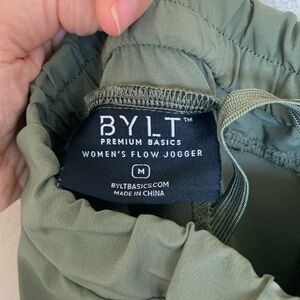 BYLT™
PREMIUM BASICS
WOMEN'S FLOW JOGGER
M
BYLTBASICS.COM
MADE IN CHINA